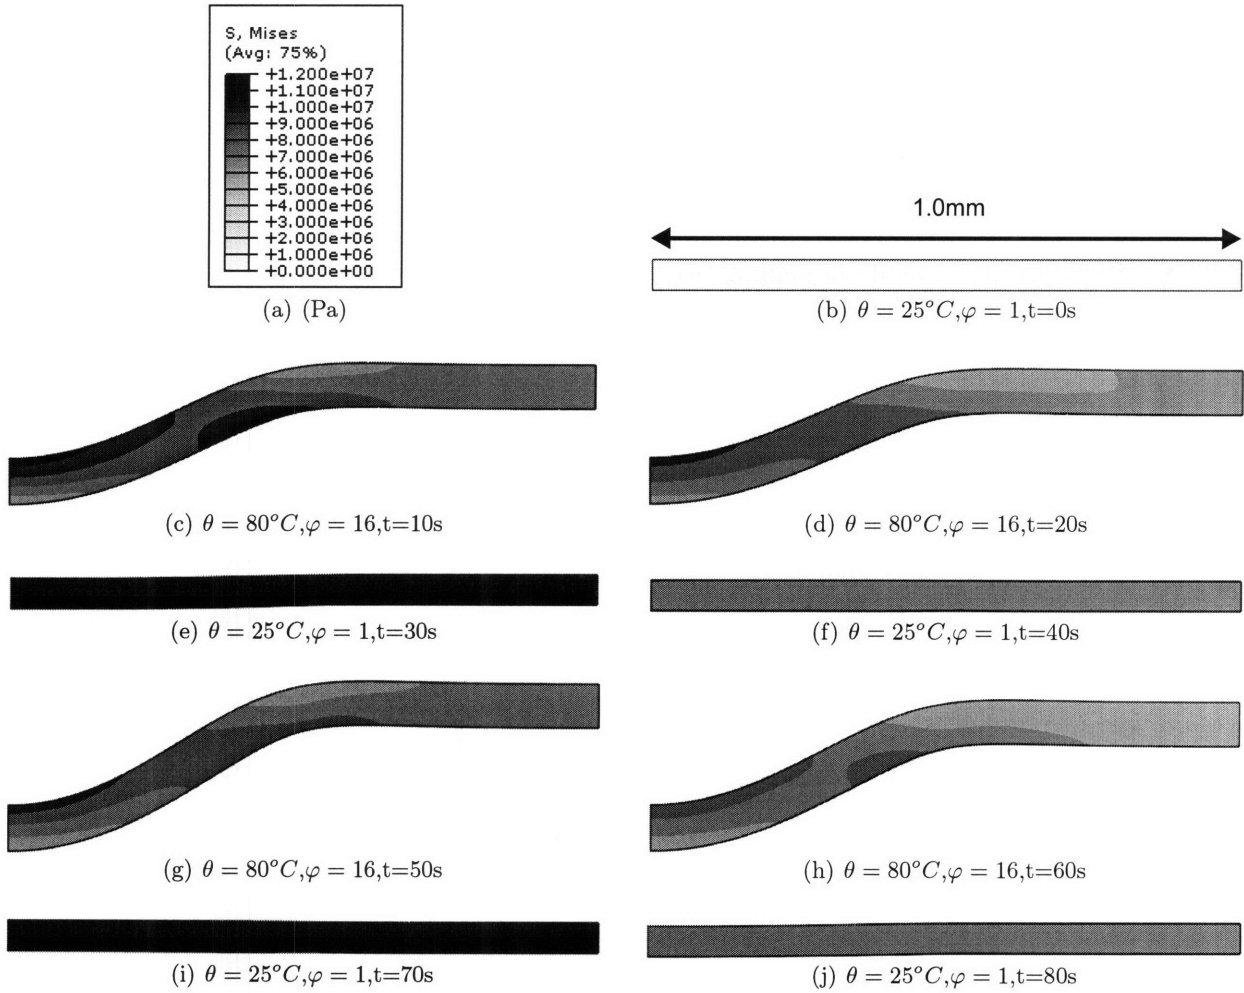 S, Mises
(Avg: 75%)
+1.200e+07
+1.100e+07
+1.000e+07
+9.000e+06
+8.000e+06
+7.000e+06
+6.000e+06
+5.000e+06
+4.000e+06
+3.000e+06
+2.000e+06
+1.000e+06
+0.000e+00
(a) (Pa)
1.0mm
(b) θ = 25°C,φ = 1,t=0s
(c) θ = 80°C,φ = 16,t=10s
(d) θ = 80°C,φ = 16,t=20s
(e) θ = 25°C,φ = 1,t=30s
(f) θ = 25°C,φ = 1,t=40s
(g) θ = 80°C,φ = 16,t=50s
(h) θ = 80°C,φ = 16,t=60s
(i) θ = 25°C,φ = 1,t=70s
(j) θ = 25°C,φ = 1,t=80s